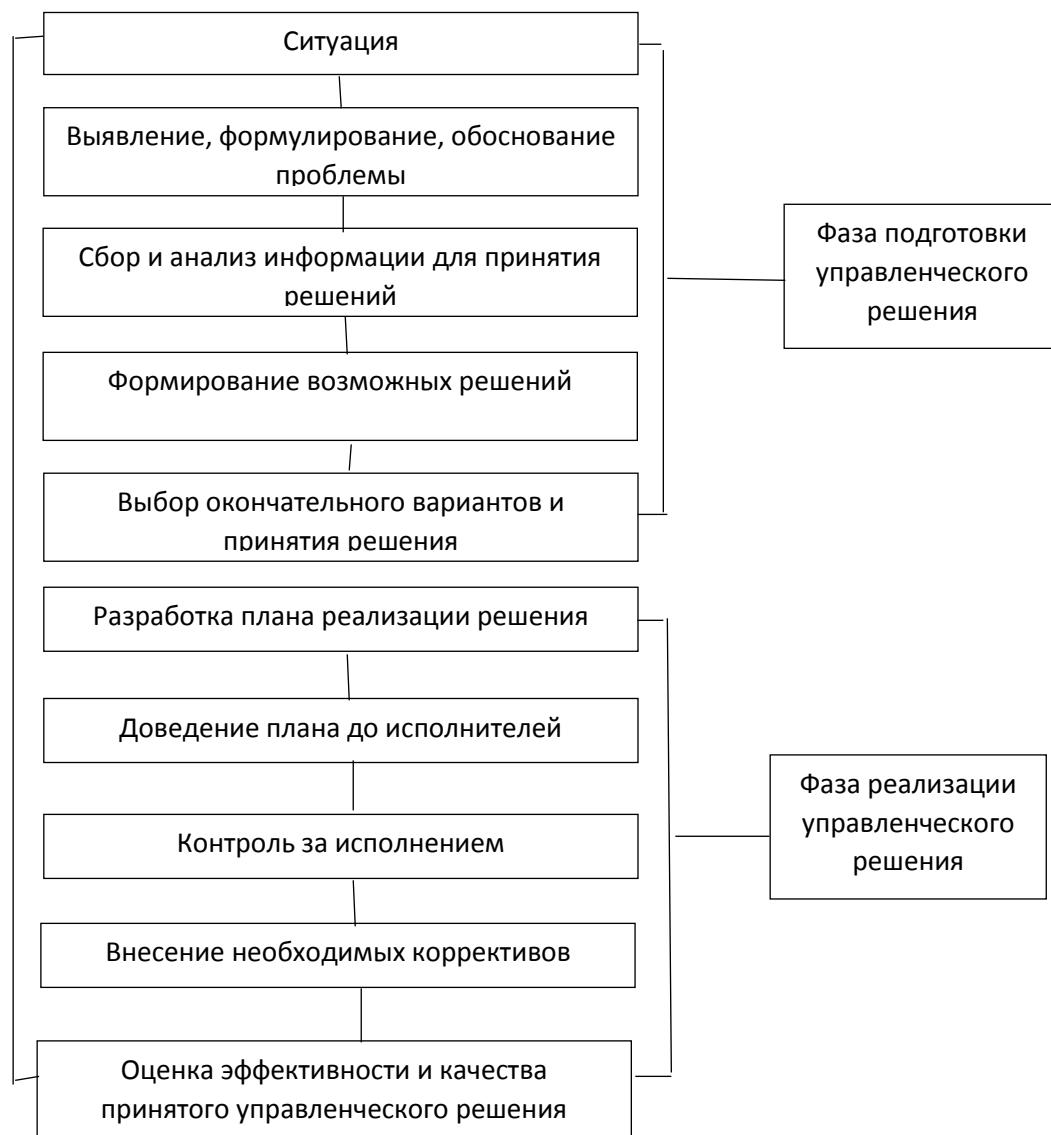 Ситуация
Выявление, формулирование, обоснование
проблемы
Сбор и анализ информации для принятия
решений
Фаза подготовки
управленческого
решения
Формирование возможных решений
Выбор окончательного вариантов и
принятия решения
Разработка плана реализации решения
Доведение плана до исполнителей
Контроль за исполнением
Фаза реализации
управленческого
решения
Внесение необходимых коррективов
Оценка эффективности и качества
принятого управленческого решения